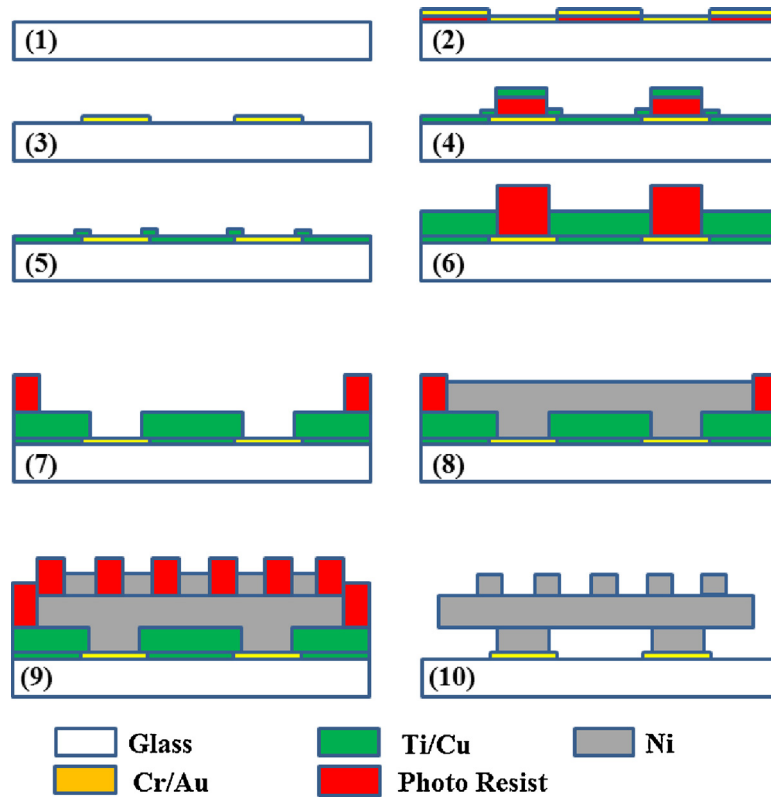 (1)
(2)
(3)
(4)
(5)
(6)
(7)
(8)
(9)
(10)
Glass
Ti/Cu
Ni
Cr/Au
Photo Resist